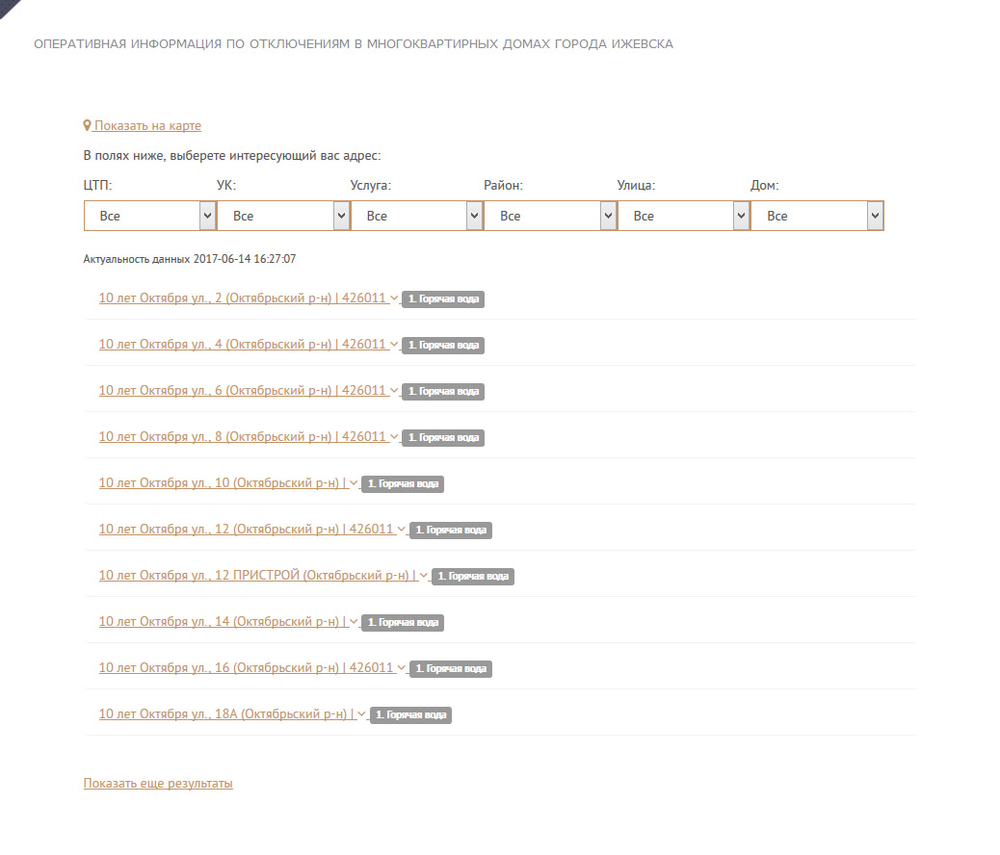 ОПЕРАТИВНАЯ ИНФОРМАЦИЯ ПО ОТКЛЮЧЕНИЯМ В МНОГОКВАРТИРНЫХ ДОМАХ ГОРОДА ИЖЕВСКА
Показать на карте
В полях ниже, выберете интересующий вас адрес:
ЦТП: УК: Услуга: Район: Улица: Дом:
Все Все Все Все Все Все
Актуальность данных 2017-06-14 16:27:07
10 лет Октября ул., 2 (Октябрьский р-н) | 426011 1. Горячая вода
10 лет Октября ул., 4 (Октябрьский р-н) | 426011 1. Горячая вода
10 лет Октября ул., 6 (Октябрьский р-н) | 426011 1. Горячая вода
10 лет Октября ул., 8 (Октябрьский р-н) | 426011 1. Горячая вода
10 лет Октября ул., 10 (Октябрьский р-н) | 1. Горячая вода
10 лет Октября ул., 12 (Октябрьский р-н) | 426011 1. Горячая вода
10 лет Октября ул., 12 ПРИСТРОЙ (Октябрьский р-н) | 1. Горячая вода
10 лет Октября ул., 14 (Октябрьский р-н) | 1. Горячая вода
10 лет Октября ул., 16 (Октябрьский р-н) | 426011 1. Горячая вода
10 лет Октября ул., 18А (Октябрьский р-н) | 1. Горячая вода
Показать еще результаты